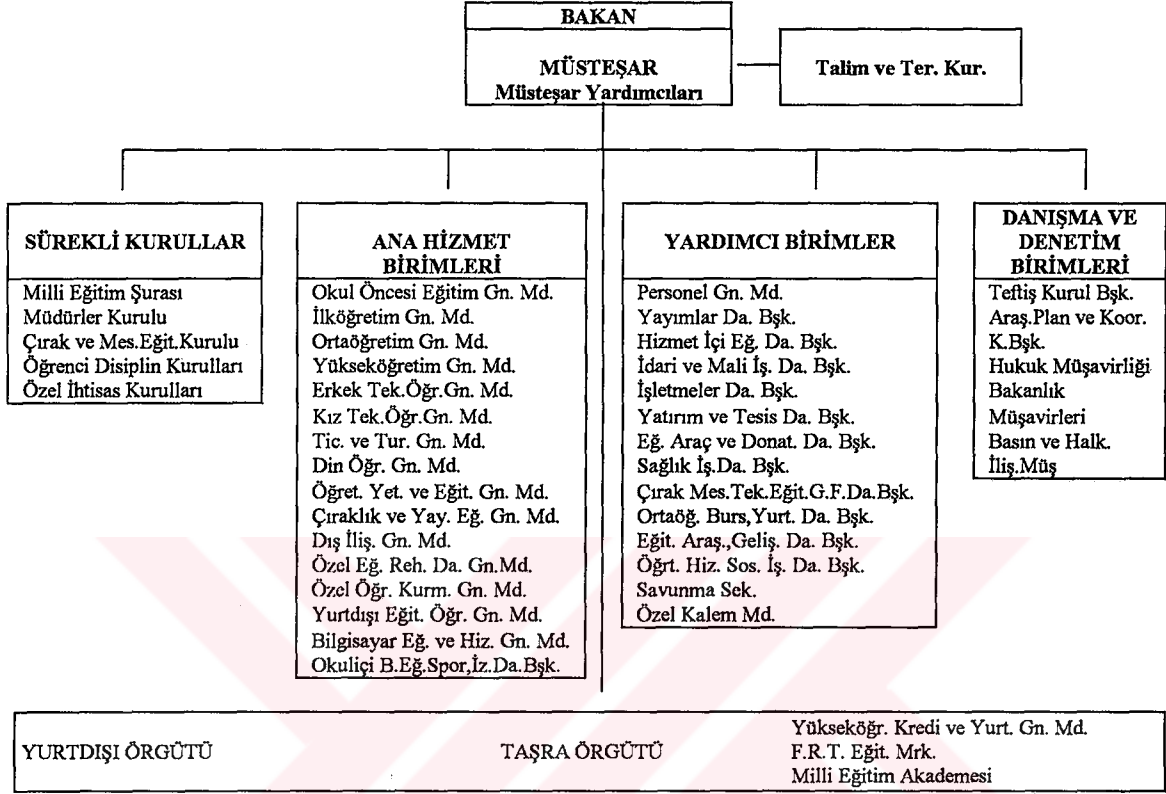 BAKAN
MÜSTEŞAR
Müsteşar Yardımcıları
Talim ve Ter. Kur.
SÜREKLİ KURULLAR
Milli Eğitim Şurası
Müdürler Kurulu
Çırak ve Mes.Eğit.Kurulu
Öğrenci Disiplin Kurulları
Özel İhtisas Kurulları
ANA HİZMET
BİRİMLERİ
Okul Öncesi Eğitim Gn. Md.
İlköğretim Gn. Md.
Ortaöğretim Gn. Md.
Yükseköğretim Gn. Md.
Erkek Tek.Öğr.Gn. Md.
Kız Tek.Öğr.Gn. Md.
Tic. ve Tur. Gn. Md.
Din Öğr. Gn. Md.
Öğret. Yet. ve Eğit. Gn. Md.
Çıraklık ve Yay. Eğ. Gn. Md.
Dış İliş. Gn. Md.
Özel Eğ. Reh. Da. Gn.Md.
Özel Öğr. Kurm. Gn. Md.
Yurtdışı Eğit. Öğr. Gn. Md.
Bilgisayar Eğ. ve Hiz. Gn. Md.
Okuliçi B.Eğ.Spor,İz.Da.Bşk.
YARDIMCI BİRİMLER
Personel Gn. Md.
Yayımlar Da. Bşk.
Hizmet İçi Eğ. Da. Bşk.
İdari ve Mali İş. Da. Bşk.
İşletmeler Da. Bşk.
Yatırım ve Tesis Da. Bşk.
Eğ. Araç ve Donat. Da. Bşk.
Sağlık İş.Da. Bşk.
Çırak Mes.Tek.Eğit.G.F.Da.Bşk.
Ortaöğ. Burs,Yurt. Da. Bşk.
Eğit. Araş.,Geliş. Da. Bşk.
Öğrt. Hiz. Sos. İş. Da. Bşk.
Savunma Sek.
Özel Kalem Md.
DANIŞMA VE
DENETİM
BİRİMLERİ
Teftiş Kurul Bşk.
Araş.Plan ve Koor.
K.Bşk.
Hukuk Müşavirliği
Bakanlık
Müşavirleri
Basın ve Halk.
İliş.Müş
YURTDIŞI ÖRGÜTÜ
TAŞRA ÖRGÜTÜ
Yükseköğr. Kredi ve Yurt. Gn. Md.
F.R.T. Eğit. Mrk.
Milli Eğitim Akademesi